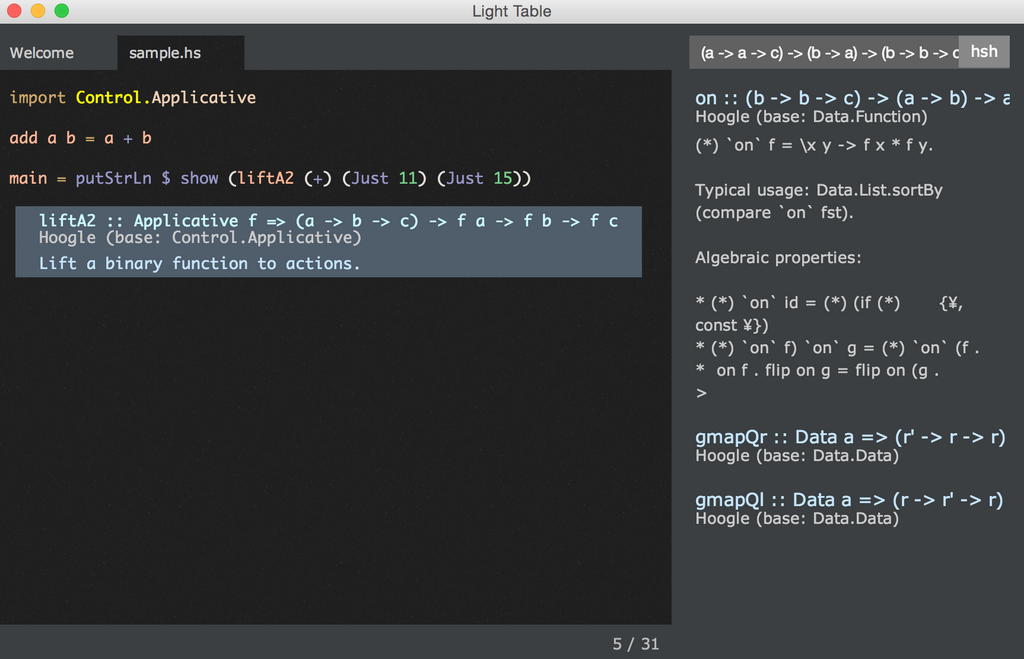 Light Table
Welcome
sample.hs
import Control.Applicative
add a b = a + b
main = putStrLn $ show (liftA2 (+) (Just 11) (Just 15))
liftA2 :: Applicative f => (a -> b -> c) -> f a -> f b -> f c
Hoogle (base: Control.Applicative)
Lift a binary function to actions.
5 / 31
(a -> a -> c) -> (b -> a) -> (b -> b -> c
hsh
on :: (b -> b -> c) -> (a -> b) -> a
Hoogle (base: Data.Function)
(*) `on` f = \x y -> f x * f y.
Typical usage: Data.List.sortBy
(compare `on` fst).
Algebraic properties:
* (*) `on` id = (*) (if (*) {¥,
const ¥})
* (*) `on` f) `on` g = (*) `on` (f .
* on f . flip on g = flip on (g .
>
gmapQr :: Data a => (r' -> r -> r)
Hoogle (base: Data.Data)
gmapQl :: Data a => (r -> r' -> r)
Hoogle (base: Data.Data)